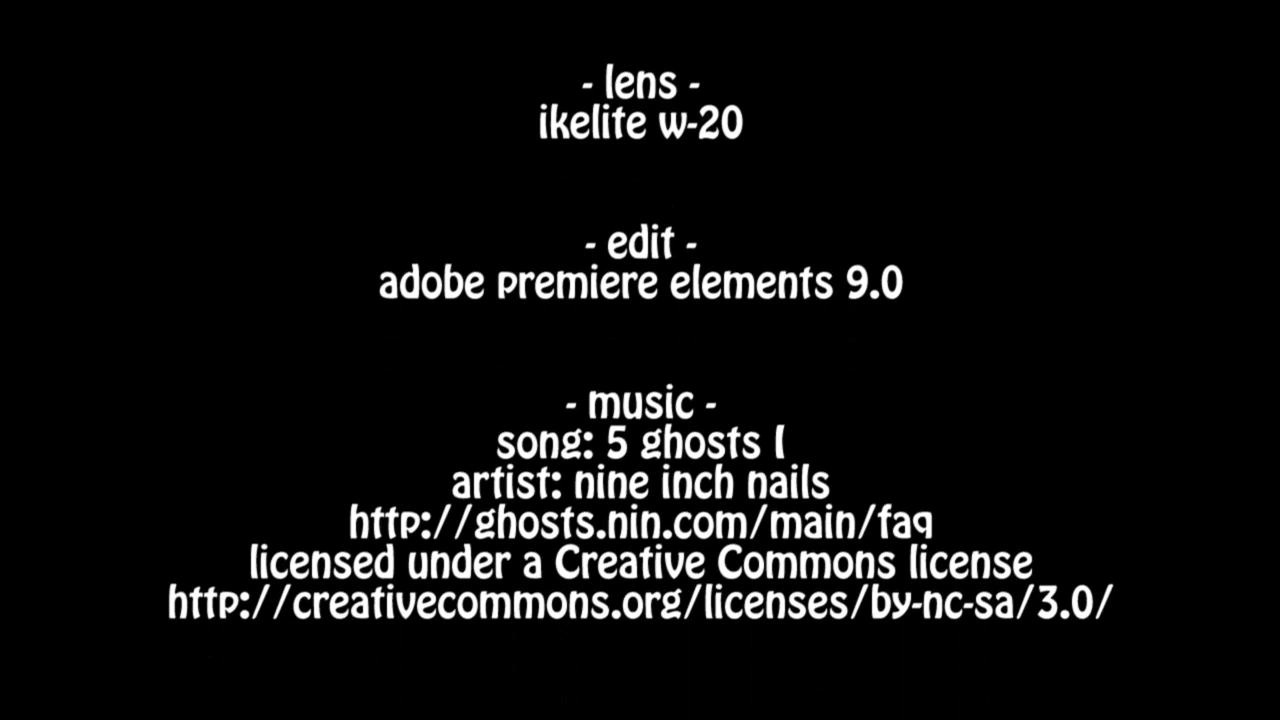 - lens -
ikelite w-20
- edit -
adobe premiere elements 9.0
- music -
song: 5 ghosts I
artist: nine inch nails
http://ghosts.nin.com/main/faq
licensed under a Creative Commons license
http://creativecommons.org/licenses/by-nc-sa/3.0/